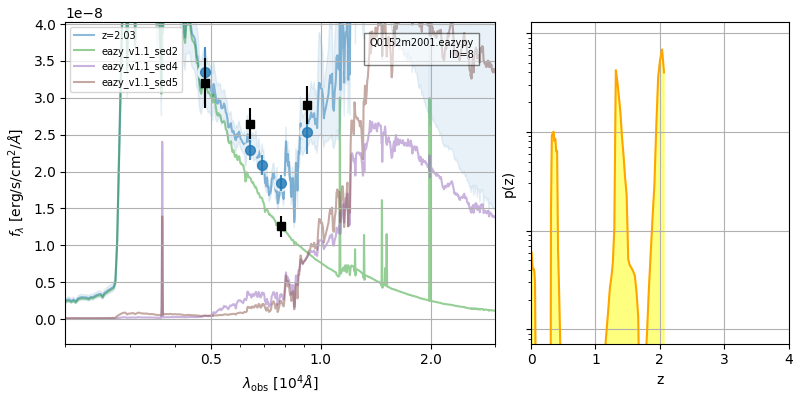 1e−8
4.0
3.5
3.0
2.5
2.0
1.5
1.0
0.5
0.0
fλ [erg/s/cm²/Å]
z=2.03
eazy_v1.1_sed2
eazy_v1.1_sed4
eazy_v1.1_sed5
Q0152m2001.eazypy
ID=8
0.5 1.0 2.0
λobs [10⁴Å]
p(z)
0 1 2 3 4
z